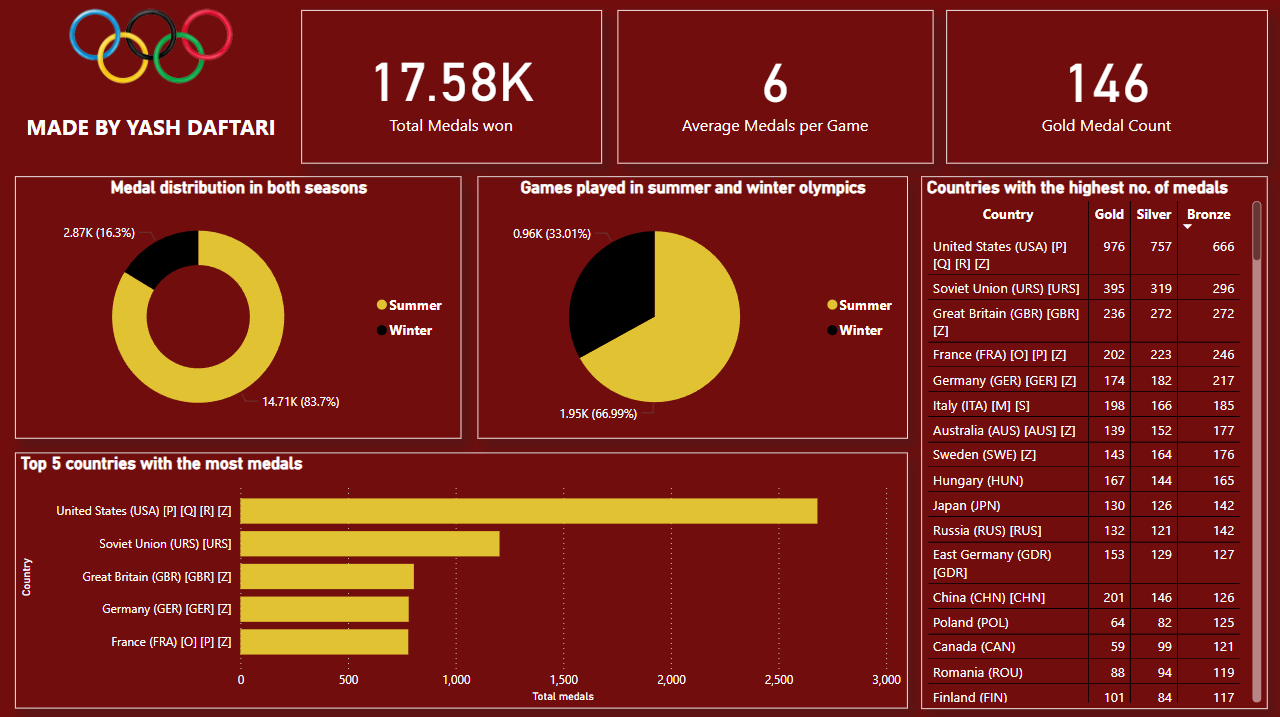 MADE BY YASH DAFTARI
17.58K
Total Medals won
6
Average Medals per Game
146
Gold Medal Count
Medal distribution in both seasons
2.87K (16.3%)
14.71K (83.7%)
Summer
Winter
Games played in summer and winter olympics
0.96K (33.01%)
1.95K (66.99%)
Summer
Winter
Countries with the highest no. of medals
Country Gold Silver Bronze
United States (USA) [P] 976 757 666
[Q] [R] [Z]
Soviet Union (URS) [URS] 395 319 296
Great Britain (GBR) [GBR] 236 272 272
[Z]
France (FRA) [O] [P] [Z] 202 223 246
Germany (GER) [GER] [Z] 174 182 217
Italy (ITA) [M] [S] 198 166 185
Australia (AUS) [AUS] [Z] 139 152 177
Sweden (SWE) [Z] 143 164 176
Hungary (HUN) 167 144 165
Japan (JPN) 130 126 142
Russia (RUS) [RUS] 132 121 142
East Germany (GDR) 153 129 127
[GDR]
China (CHN) [CHN] 201 146 126
Poland (POL) 64 82 125
Canada (CAN) 59 99 121
Romania (ROU) 88 94 119
Finland (FIN) 101 84 117
Top 5 countries with the most medals
Country
United States (USA) [P] [Q] [R] [Z]
Soviet Union (URS) [URS]
Great Britain (GBR) [GBR] [Z]
Germany (GER) [GER] [Z]
France (FRA) [O] [P] [Z]
0 500 1,000 1,500 2,000 2,500 3,000
Total medals